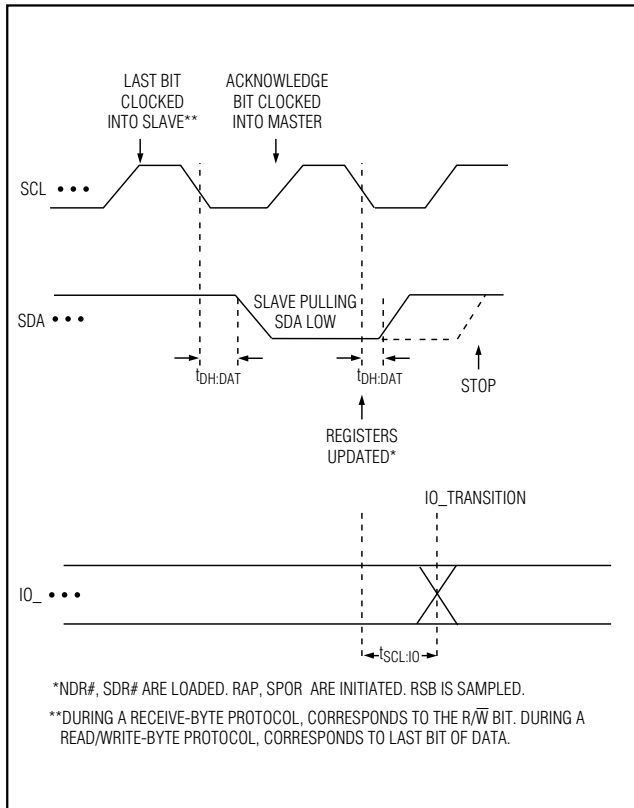 LAST BIT
CLOCKED
INTO SLAVE**
ACKNOWLEDGE
BIT CLOCKED
INTO MASTER
SCL •••
SDA •••
SLAVE PULLING
SDA LOW
tDH:DAT
tDH:DAT
STOP
REGISTERS
UPDATED*
IO_TRANSITION
IO_ •••
tSCL:IO
*NDR#, SDR# ARE LOADED. RAP, SPOR ARE INITIATED. RSB IS SAMPLED.
**DURING A RECEIVE-BYTE PROTOCOL, CORRESPONDS TO THE R/W̅ BIT. DURING A
READ/WRITE-BYTE PROTOCOL, CORRESPONDS TO LAST BIT OF DATA.